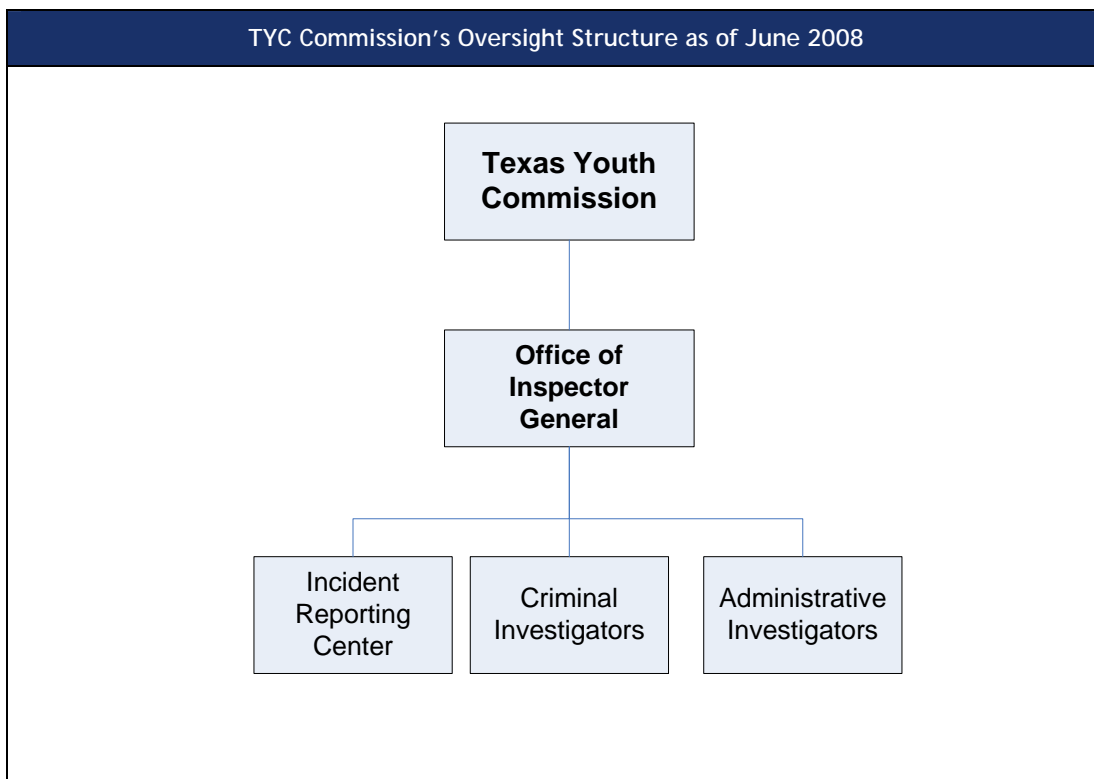 TYC Commission's Oversight Structure as of June 2008
Texas Youth
Commission
Office of
Inspector
General
Incident
Reporting
Center
Criminal
Investigators
Administrative
Investigators